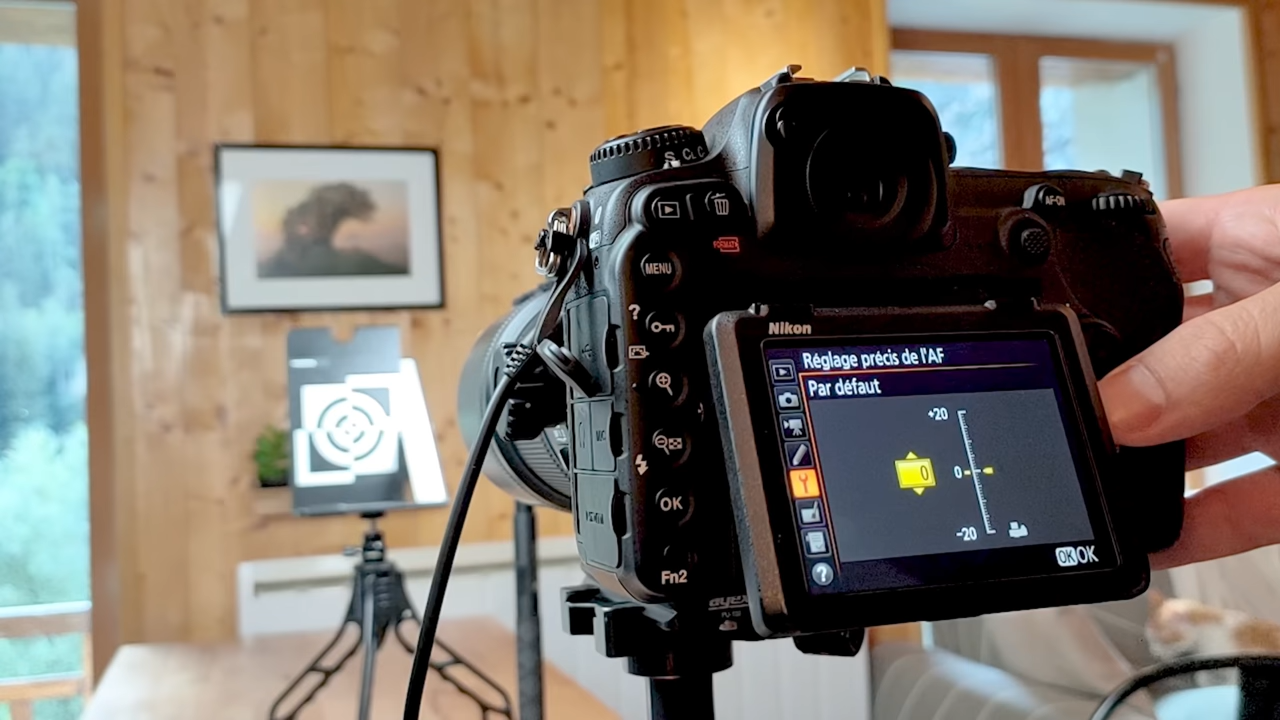 S CL C
AF-ON
FORMAT
MENU
?
Nikon
Réglage précis de l'AF
Par défaut
+20
0
0
-20
?
OK OK
OK
Fn2